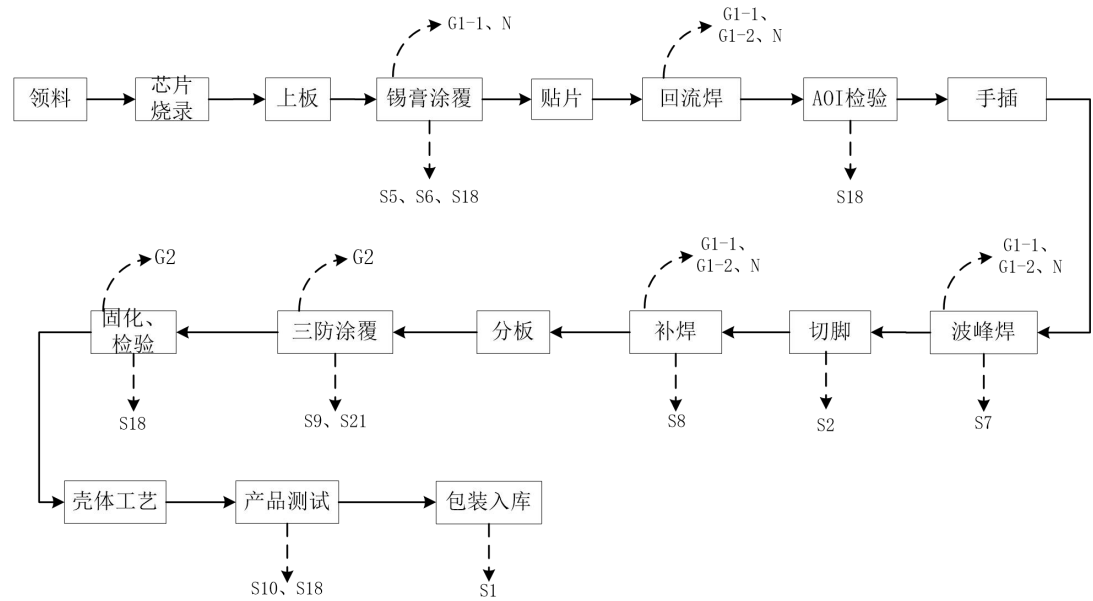 G1-1、N
G1-1、
G1-2、N
领料
芯片
烧录
上板
锡膏涂覆
贴片
回流焊
AOI检验
手插
S5、S6、S18
S18
G2
G2
G1-1、
G1-2、N
G1-1、
G1-2、N
固化、
检验
三防涂覆
分板
补焊
切脚
波峰焊
S18
S9、S21
S8
S2
S7
壳体工艺
产品测试
包装入库
S10、S18
S1